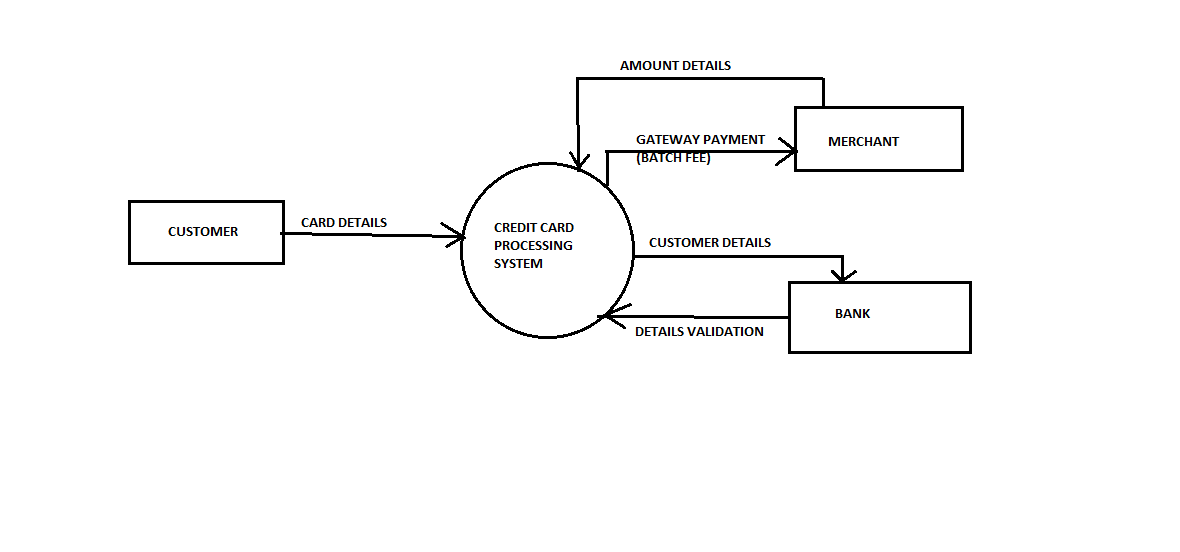 AMOUNT DETAILS
GATEWAY PAYMENT
(BATCH FEE)
MERCHANT
CUSTOMER
CARD DETAILS
CREDIT CARD
PROCESSING
SYSTEM
CUSTOMER DETAILS
BANK
DETAILS VALIDATION